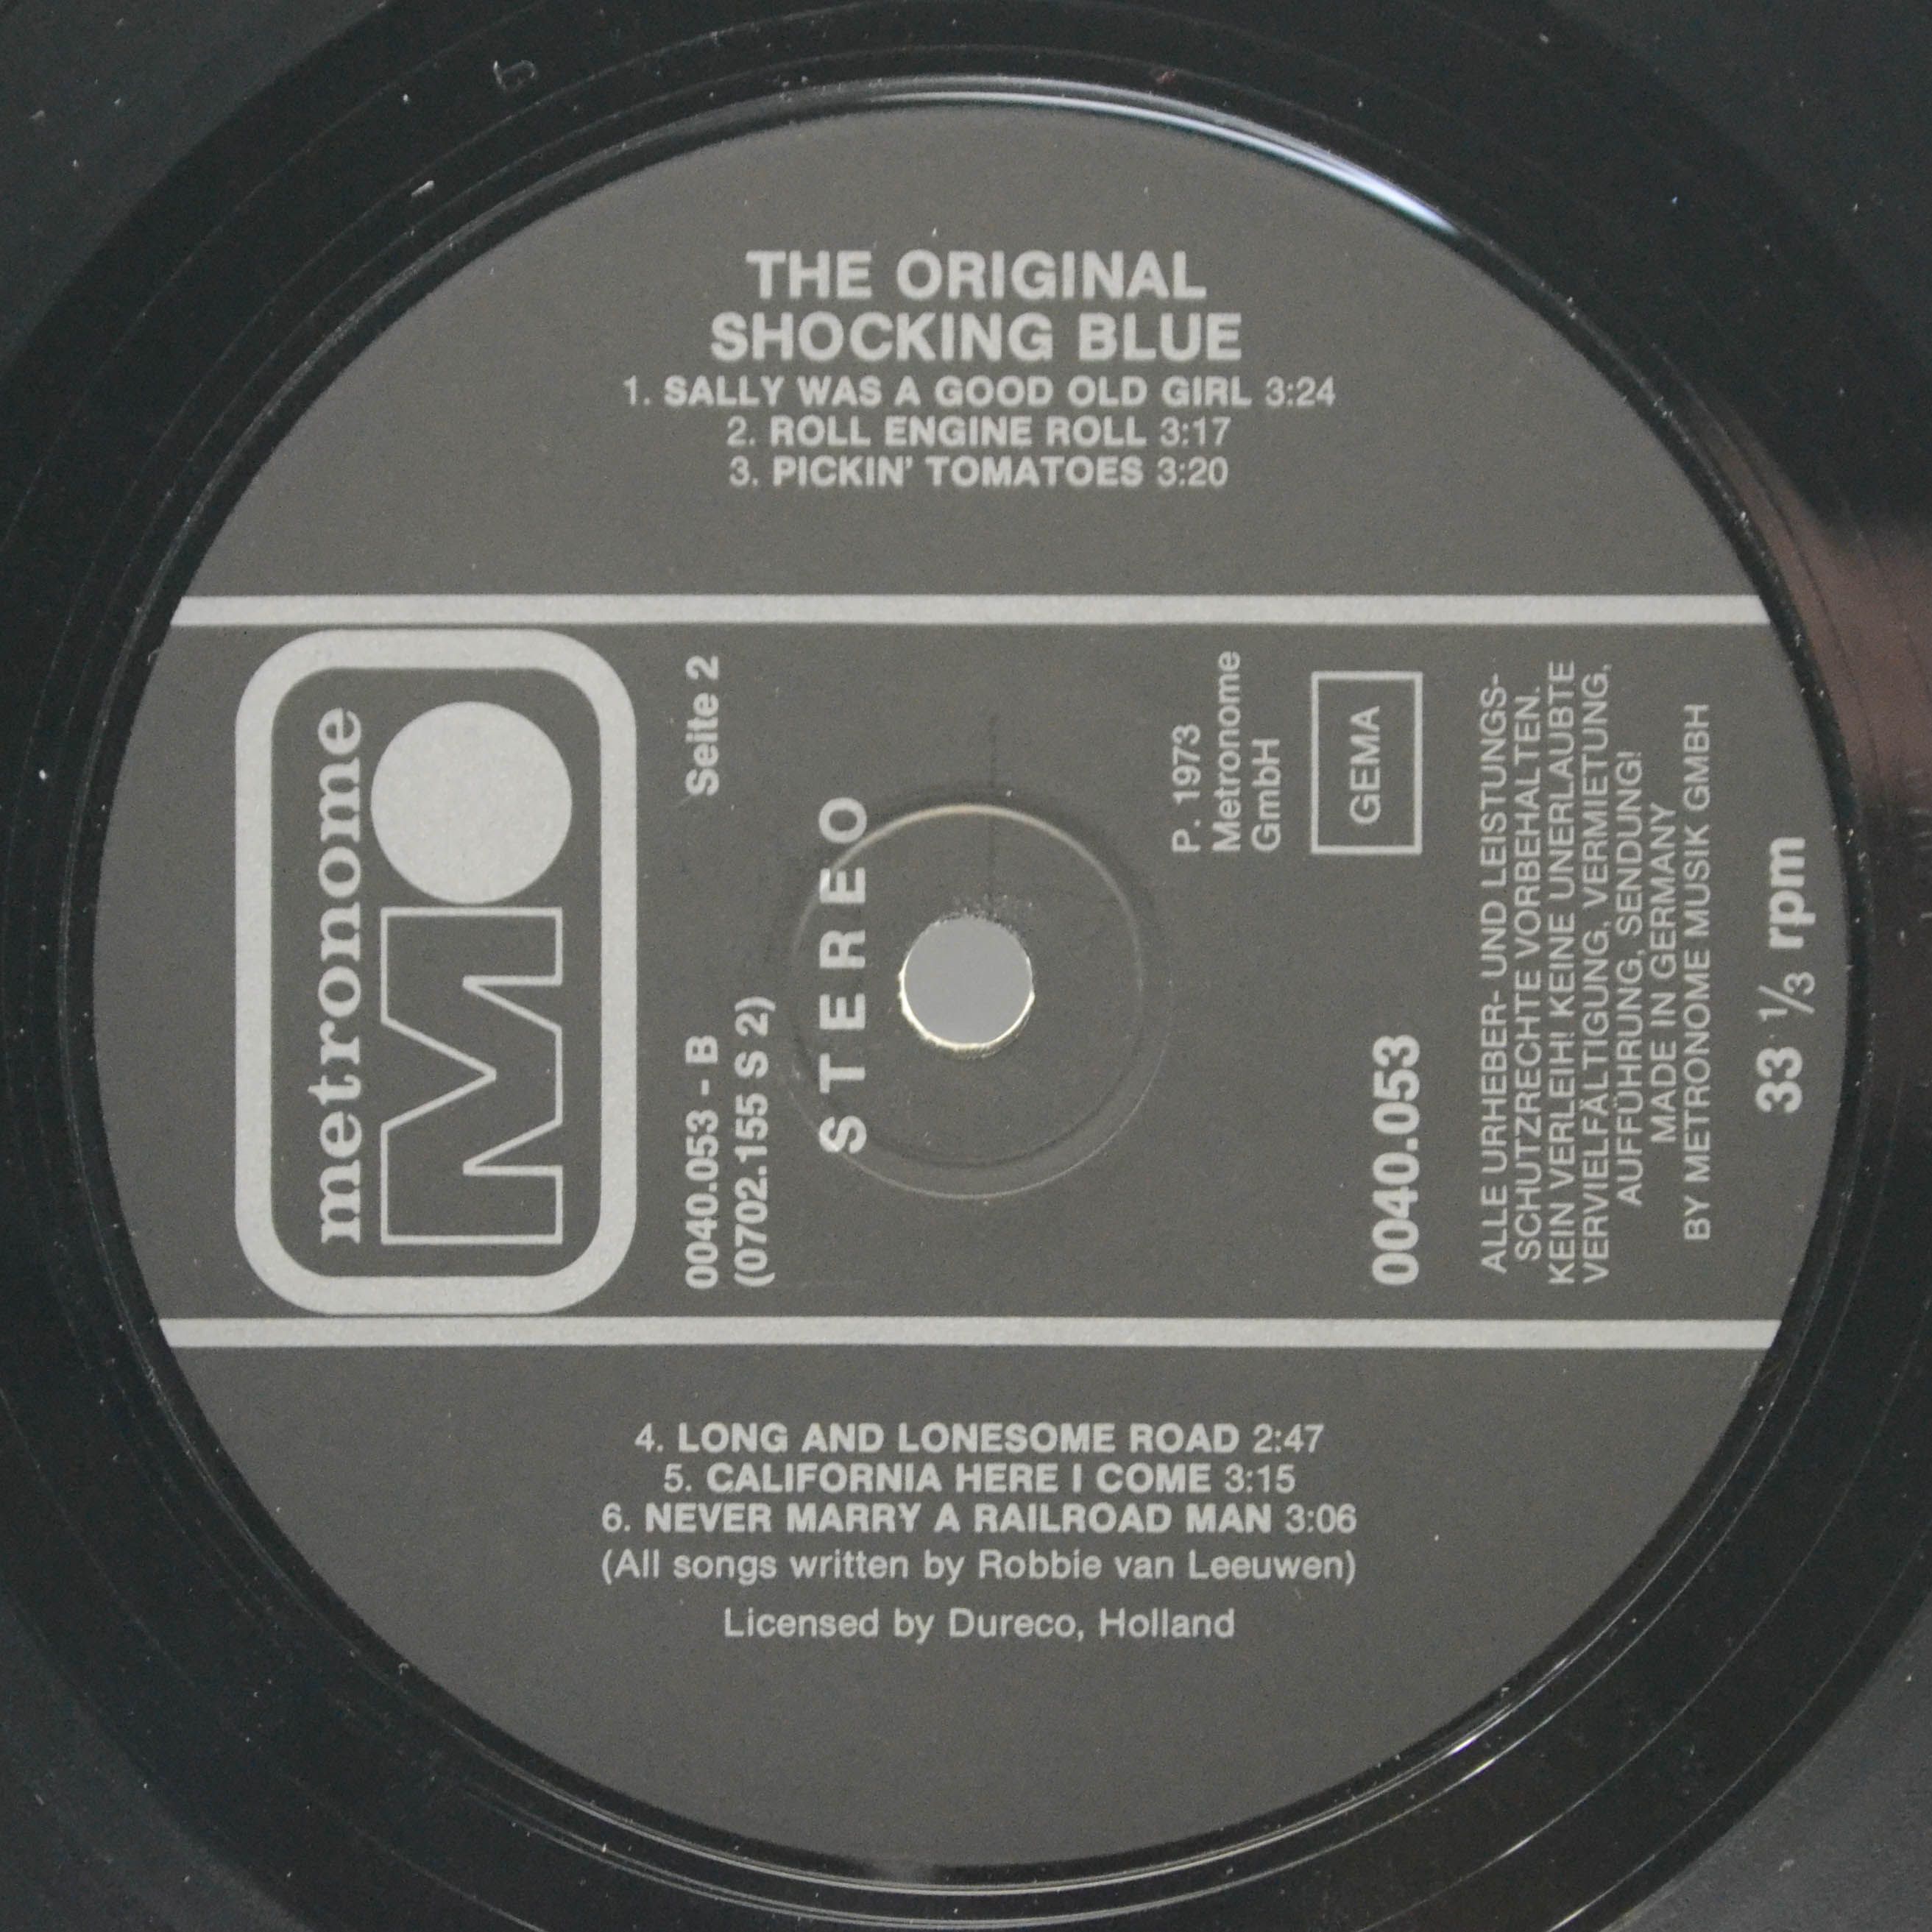 THE ORIGINAL
SHOCKING BLUE
1. SALLY WAS A GOOD OLD GIRL 3:24
2. ROLL ENGINE ROLL 3:17
3. PICKIN' TOMATOES 3:20
metronome
M
Seite 2
0040.053 - B
(0702.155 S 2)
STEREO
P. 1973
Metronome
GmbH
GEMA
0040.053
ALLE URHEBER- UND LEISTUNGS-
SCHUTZRECHTE VORBEHALTEN.
KEIN VERLEIH! KEINE UNERLAUBTE
VERVIELFÄLTIGUNG, VERMIETUNG,
AUFFÜHRUNG, SENDUNG!
MADE IN GERMANY
BY METRONOME MUSIK GMBH
33 1/3 rpm
4. LONG AND LONESOME ROAD 2:47
5. CALIFORNIA HERE I COME 3:15
6. NEVER MARRY A RAILROAD MAN 3:06
(All songs written by Robbie van Leeuwen)
Licensed by Dureco, Holland